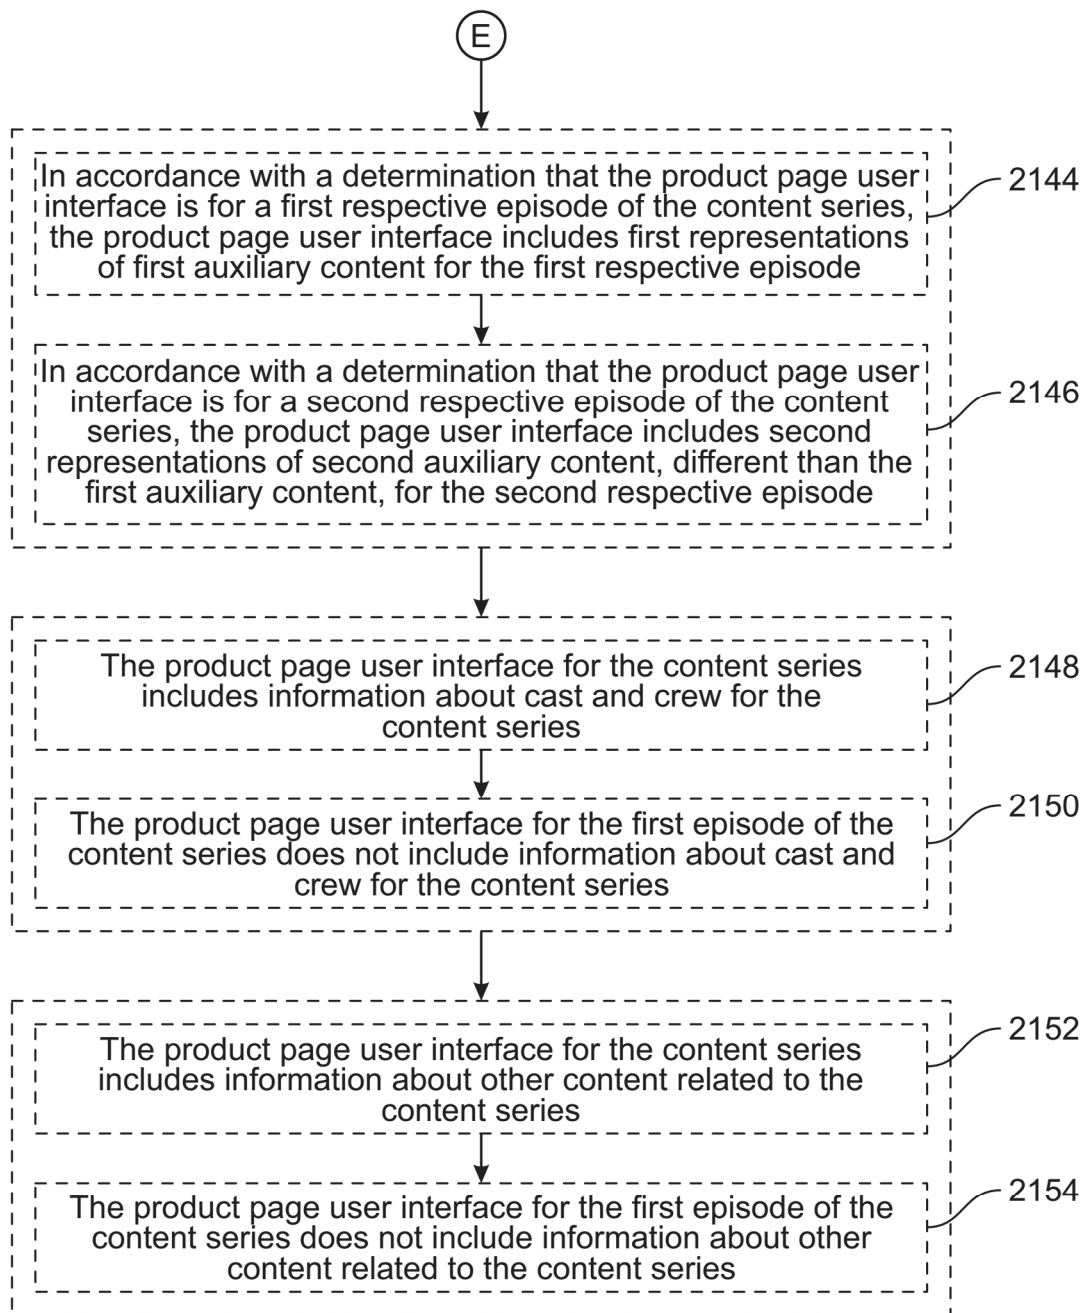 E
In accordance with a determination that the product page user
interface is for a first respective episode of the content series,
the product page user interface includes first representations
of first auxiliary content for the first respective episode
2144
In accordance with a determination that the product page user
interface is for a second respective episode of the content
series, the product page user interface includes second
representations of second auxiliary content, different than the
first auxiliary content, for the second respective episode
2146
The product page user interface for the content series
includes information about cast and crew for the
content series
2148
The product page user interface for the first episode of the
content series does not include information about cast and
crew for the content series
2150
The product page user interface for the content series
includes information about other content related to the
content series
2152
The product page user interface for the first episode of the
content series does not include information about other
content related to the content series
2154